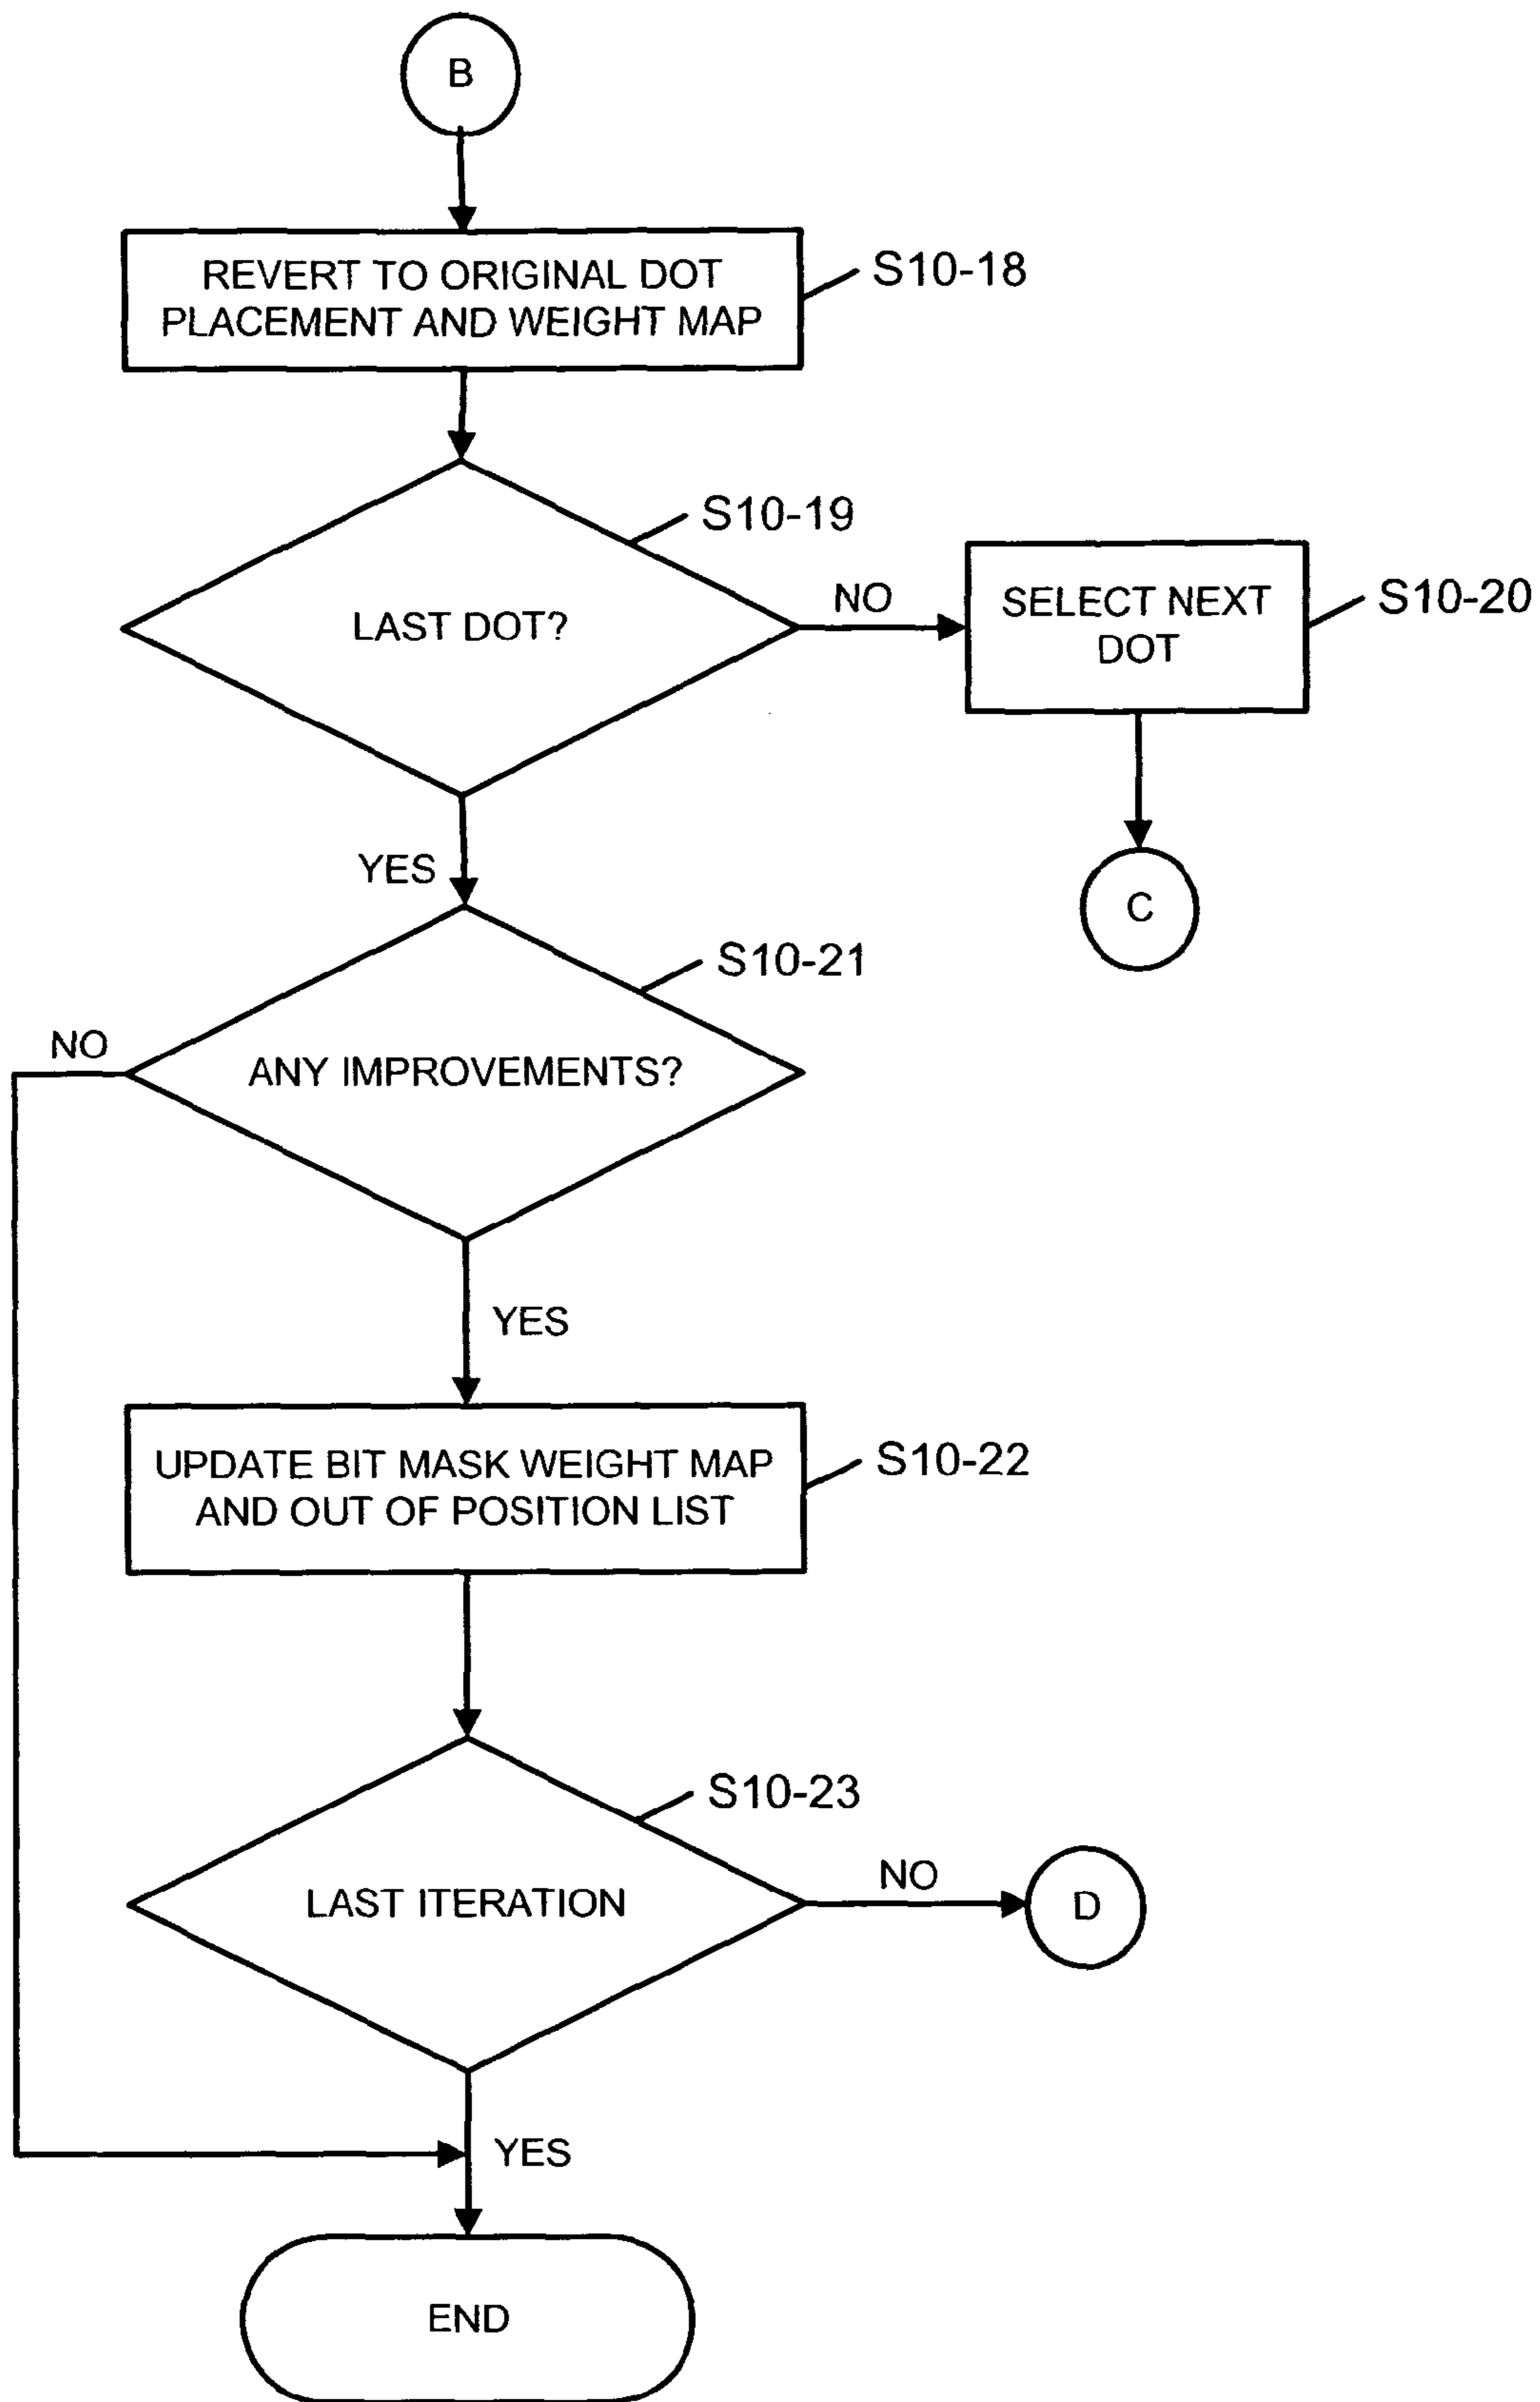 B
REVERT TO ORIGINAL DOT
PLACEMENT AND WEIGHT MAP
S10-18
S10-19
LAST DOT?
NO
SELECT NEXT
DOT
S10-20
YES
C
S10-21
NO
ANY IMPROVEMENTS?
YES
UPDATE BIT MASK WEIGHT MAP
AND OUT OF POSITION LIST
S10-22
S10-23
LAST ITERATION
NO
D
YES
END